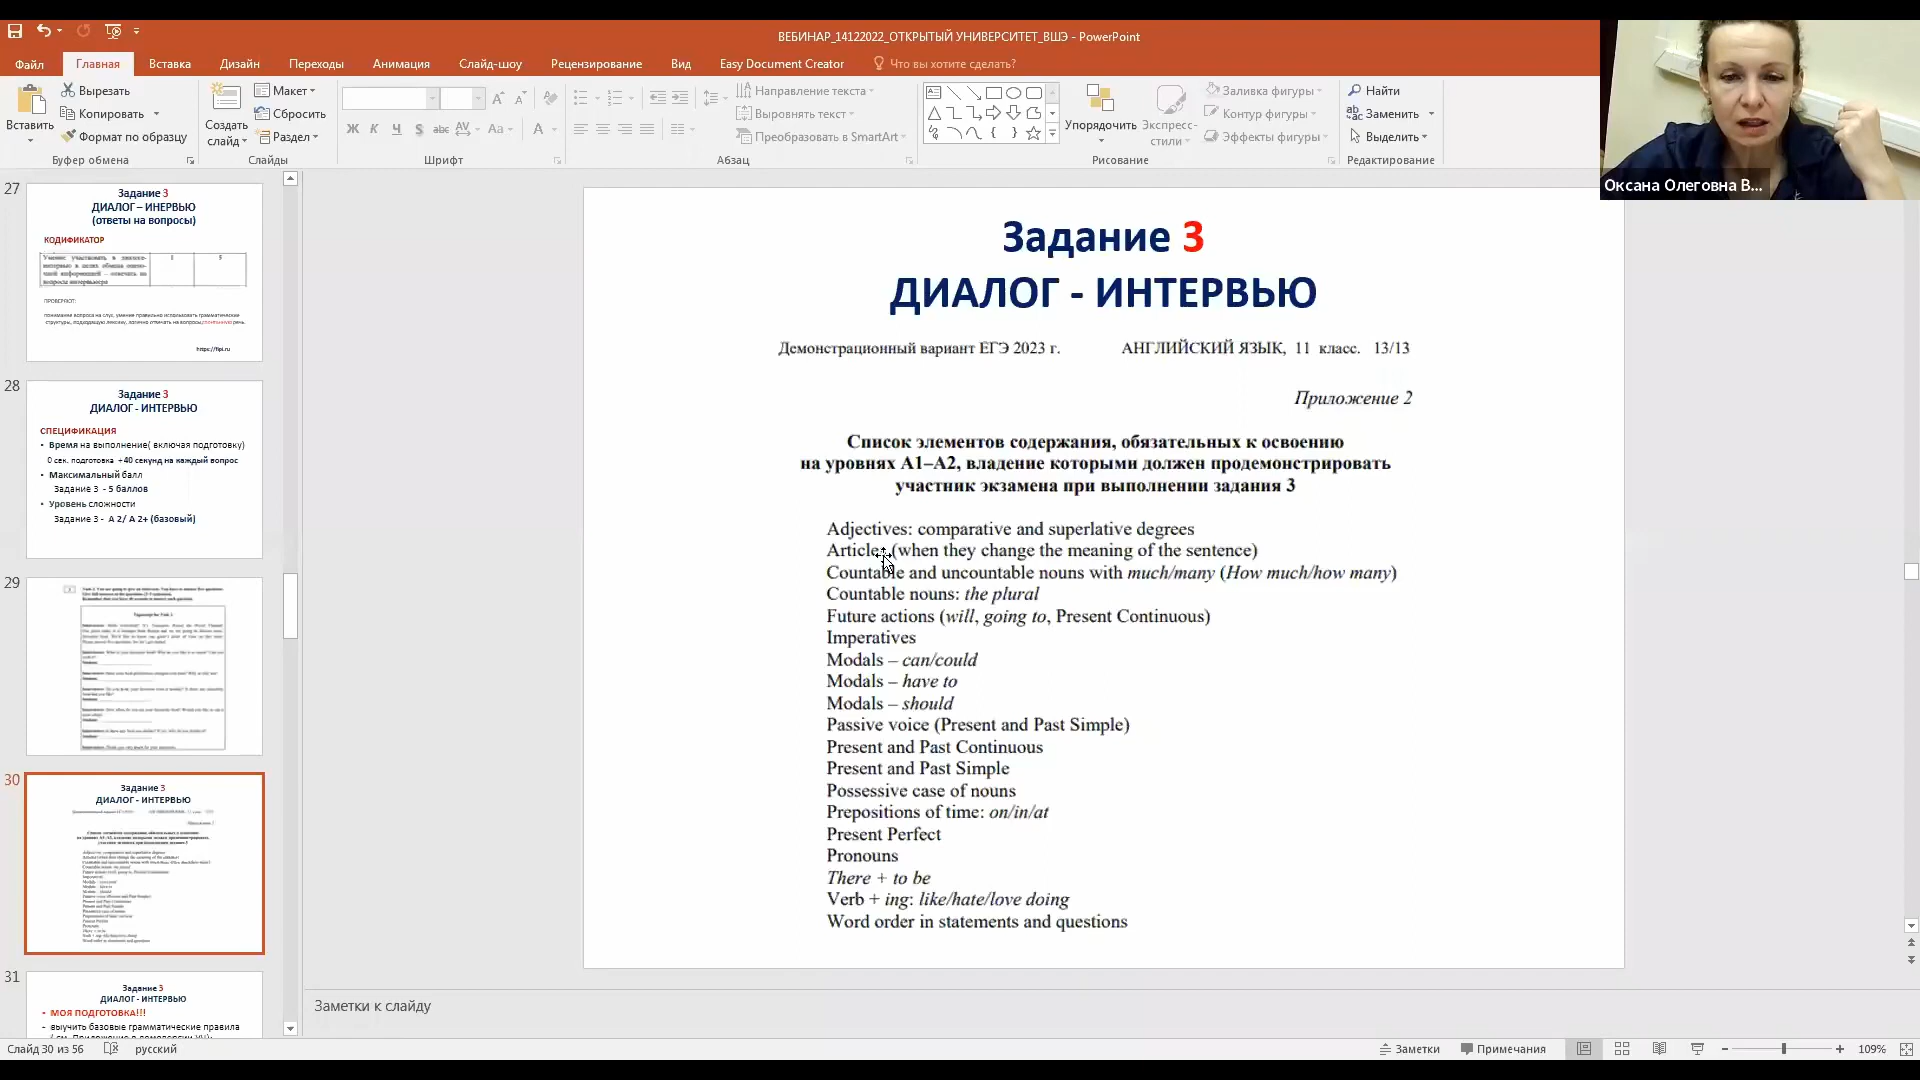 ВЕБИНАР_14122022_ОТКРЫТЫЙ УНИВЕРСИТЕТ_ВШЭ - PowerPoint
Файл
Главная
Вставка
Дизайн
Переходы
Анимация
Слайд-шоу
Рецензирование
Вид
Easy Document Creator
Что вы хотите сделать?
Вставить
Вырезать
Копировать
Формат по образцу
Буфер обмена
Создать слайд
Макет
Сбросить
Раздел
Слайды
Шрифт
Направление текста
Выровнять текст
Преобразовать в SmartArt
Абзац
Упорядочить
Экспресс-стили
Заливка фигуры
Контур фигуры
Эффекты фигуры
Рисование
Найти
Заменить
Выделить
Редактирование
Оксана Олеговна В...
27
Задание 3
ДИАЛОГ – ИНЕРВЬЮ
(ответы на вопросы)
КОДИФИКАТОР
ПРОВЕРЯЮТ:
https://fipi.ru
28
Задание 3
ДИАЛОГ - ИНТЕРВЬЮ
СПЕЦИФИКАЦИЯ
• Время на выполнение( включая подготовку)
0 сек. подготовка +40 секунд на каждый вопрос
• Максимальный балл
Задание 3 - 5 баллов
• Уровень сложности
Задание 3 - А 2/ А 2+ (базовый)
29
30
Задание 3
ДИАЛОГ - ИНТЕРВЬЮ
31
Задание 3
ДИАЛОГ - ИНТЕРВЬЮ
• МОЯ ПОДГОТОВКА!!!
- выучить базовые грамматические правила
Задание 3
ДИАЛОГ - ИНТЕРВЬЮ
Демонстрационный вариант ЕГЭ 2023 г. АНГЛИЙСКИЙ ЯЗЫК, 11 класс. 13/13
Приложение 2
Список элементов содержания, обязательных к освоению
на уровнях А1–А2, владение которыми должен продемонстрировать
участник экзамена при выполнении задания 3
Adjectives: comparative and superlative degrees
Articles (when they change the meaning of the sentence)
Countable and uncountable nouns with much/many (How much/how many)
Countable nouns: the plural
Future actions (will, going to, Present Continuous)
Imperatives
Modals – can/could
Modals – have to
Modals – should
Passive voice (Present and Past Simple)
Present and Past Continuous
Present and Past Simple
Possessive case of nouns
Prepositions of time: on/in/at
Present Perfect
Pronouns
There + to be
Verb + ing: like/hate/love doing
Word order in statements and questions
Заметки к слайду
Слайд 30 из 56
русский
Заметки
Примечания
109%